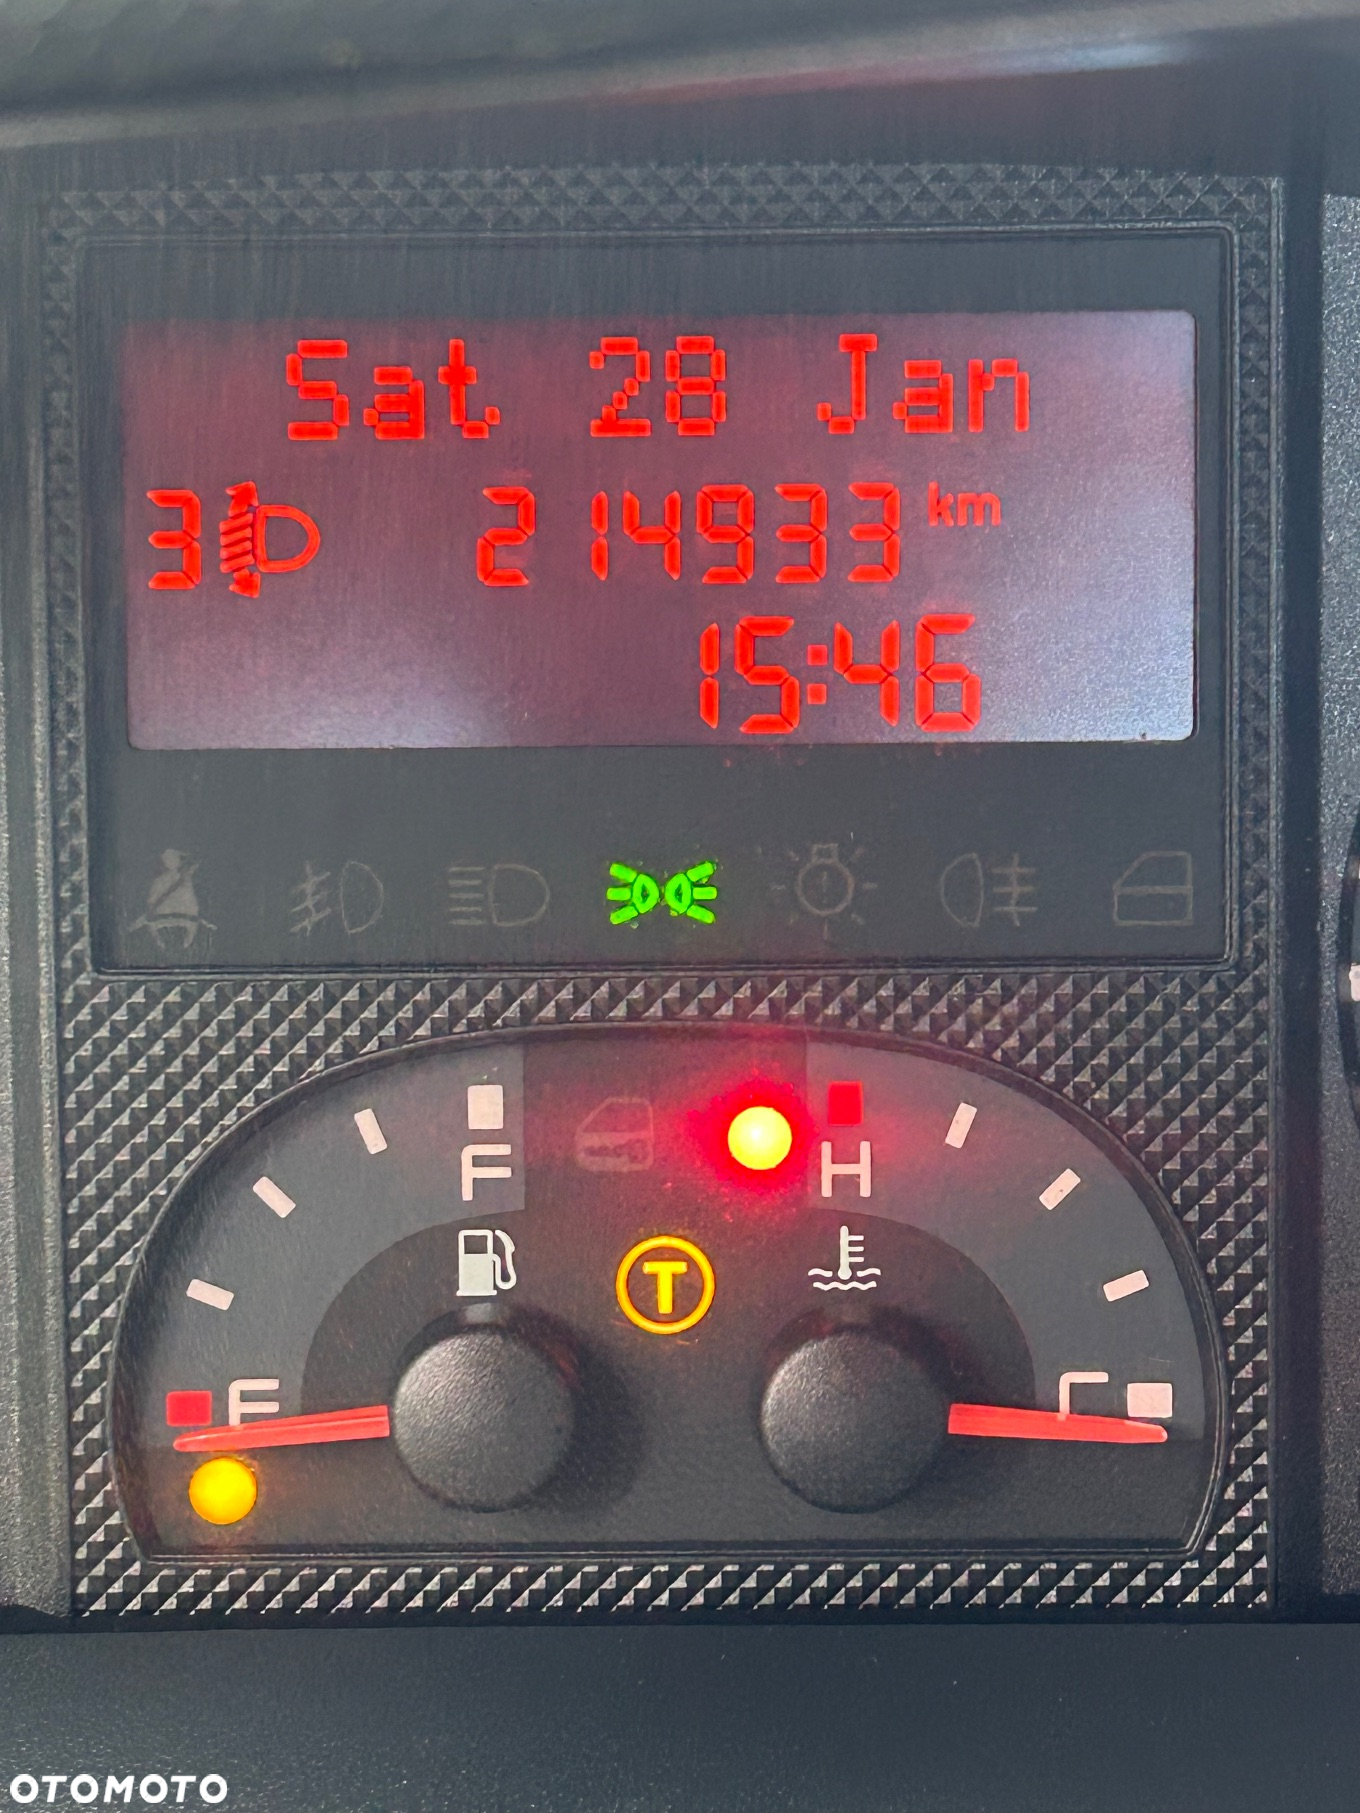 Sat 28 Jan
3 214933 km
15:46
F H
T
E C
OTOMOTO